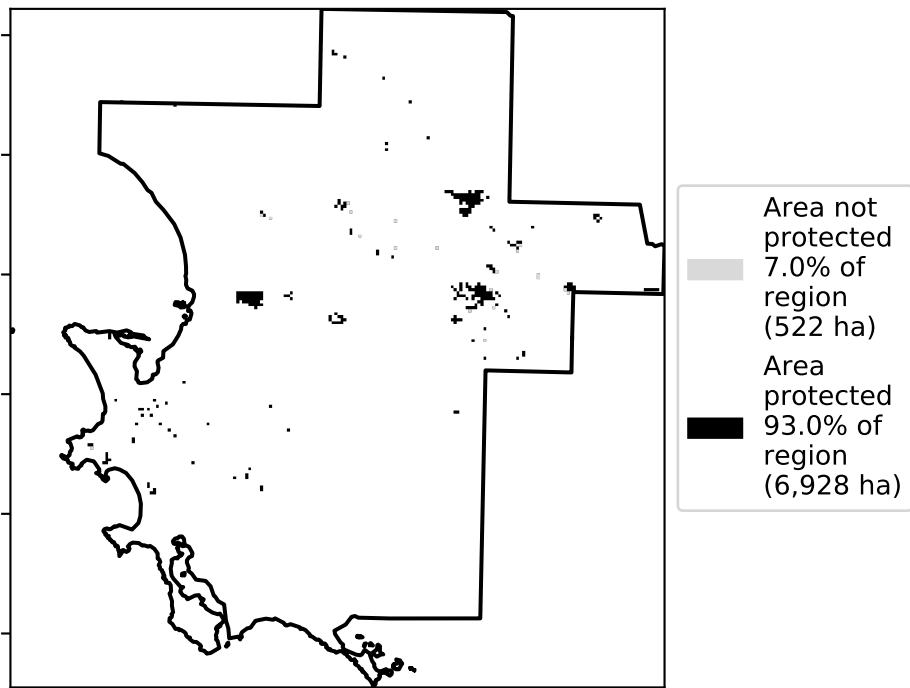 Area not
protected
7.0% of
region
(522 ha)
Area
protected
93.0% of
region
(6,928 ha)